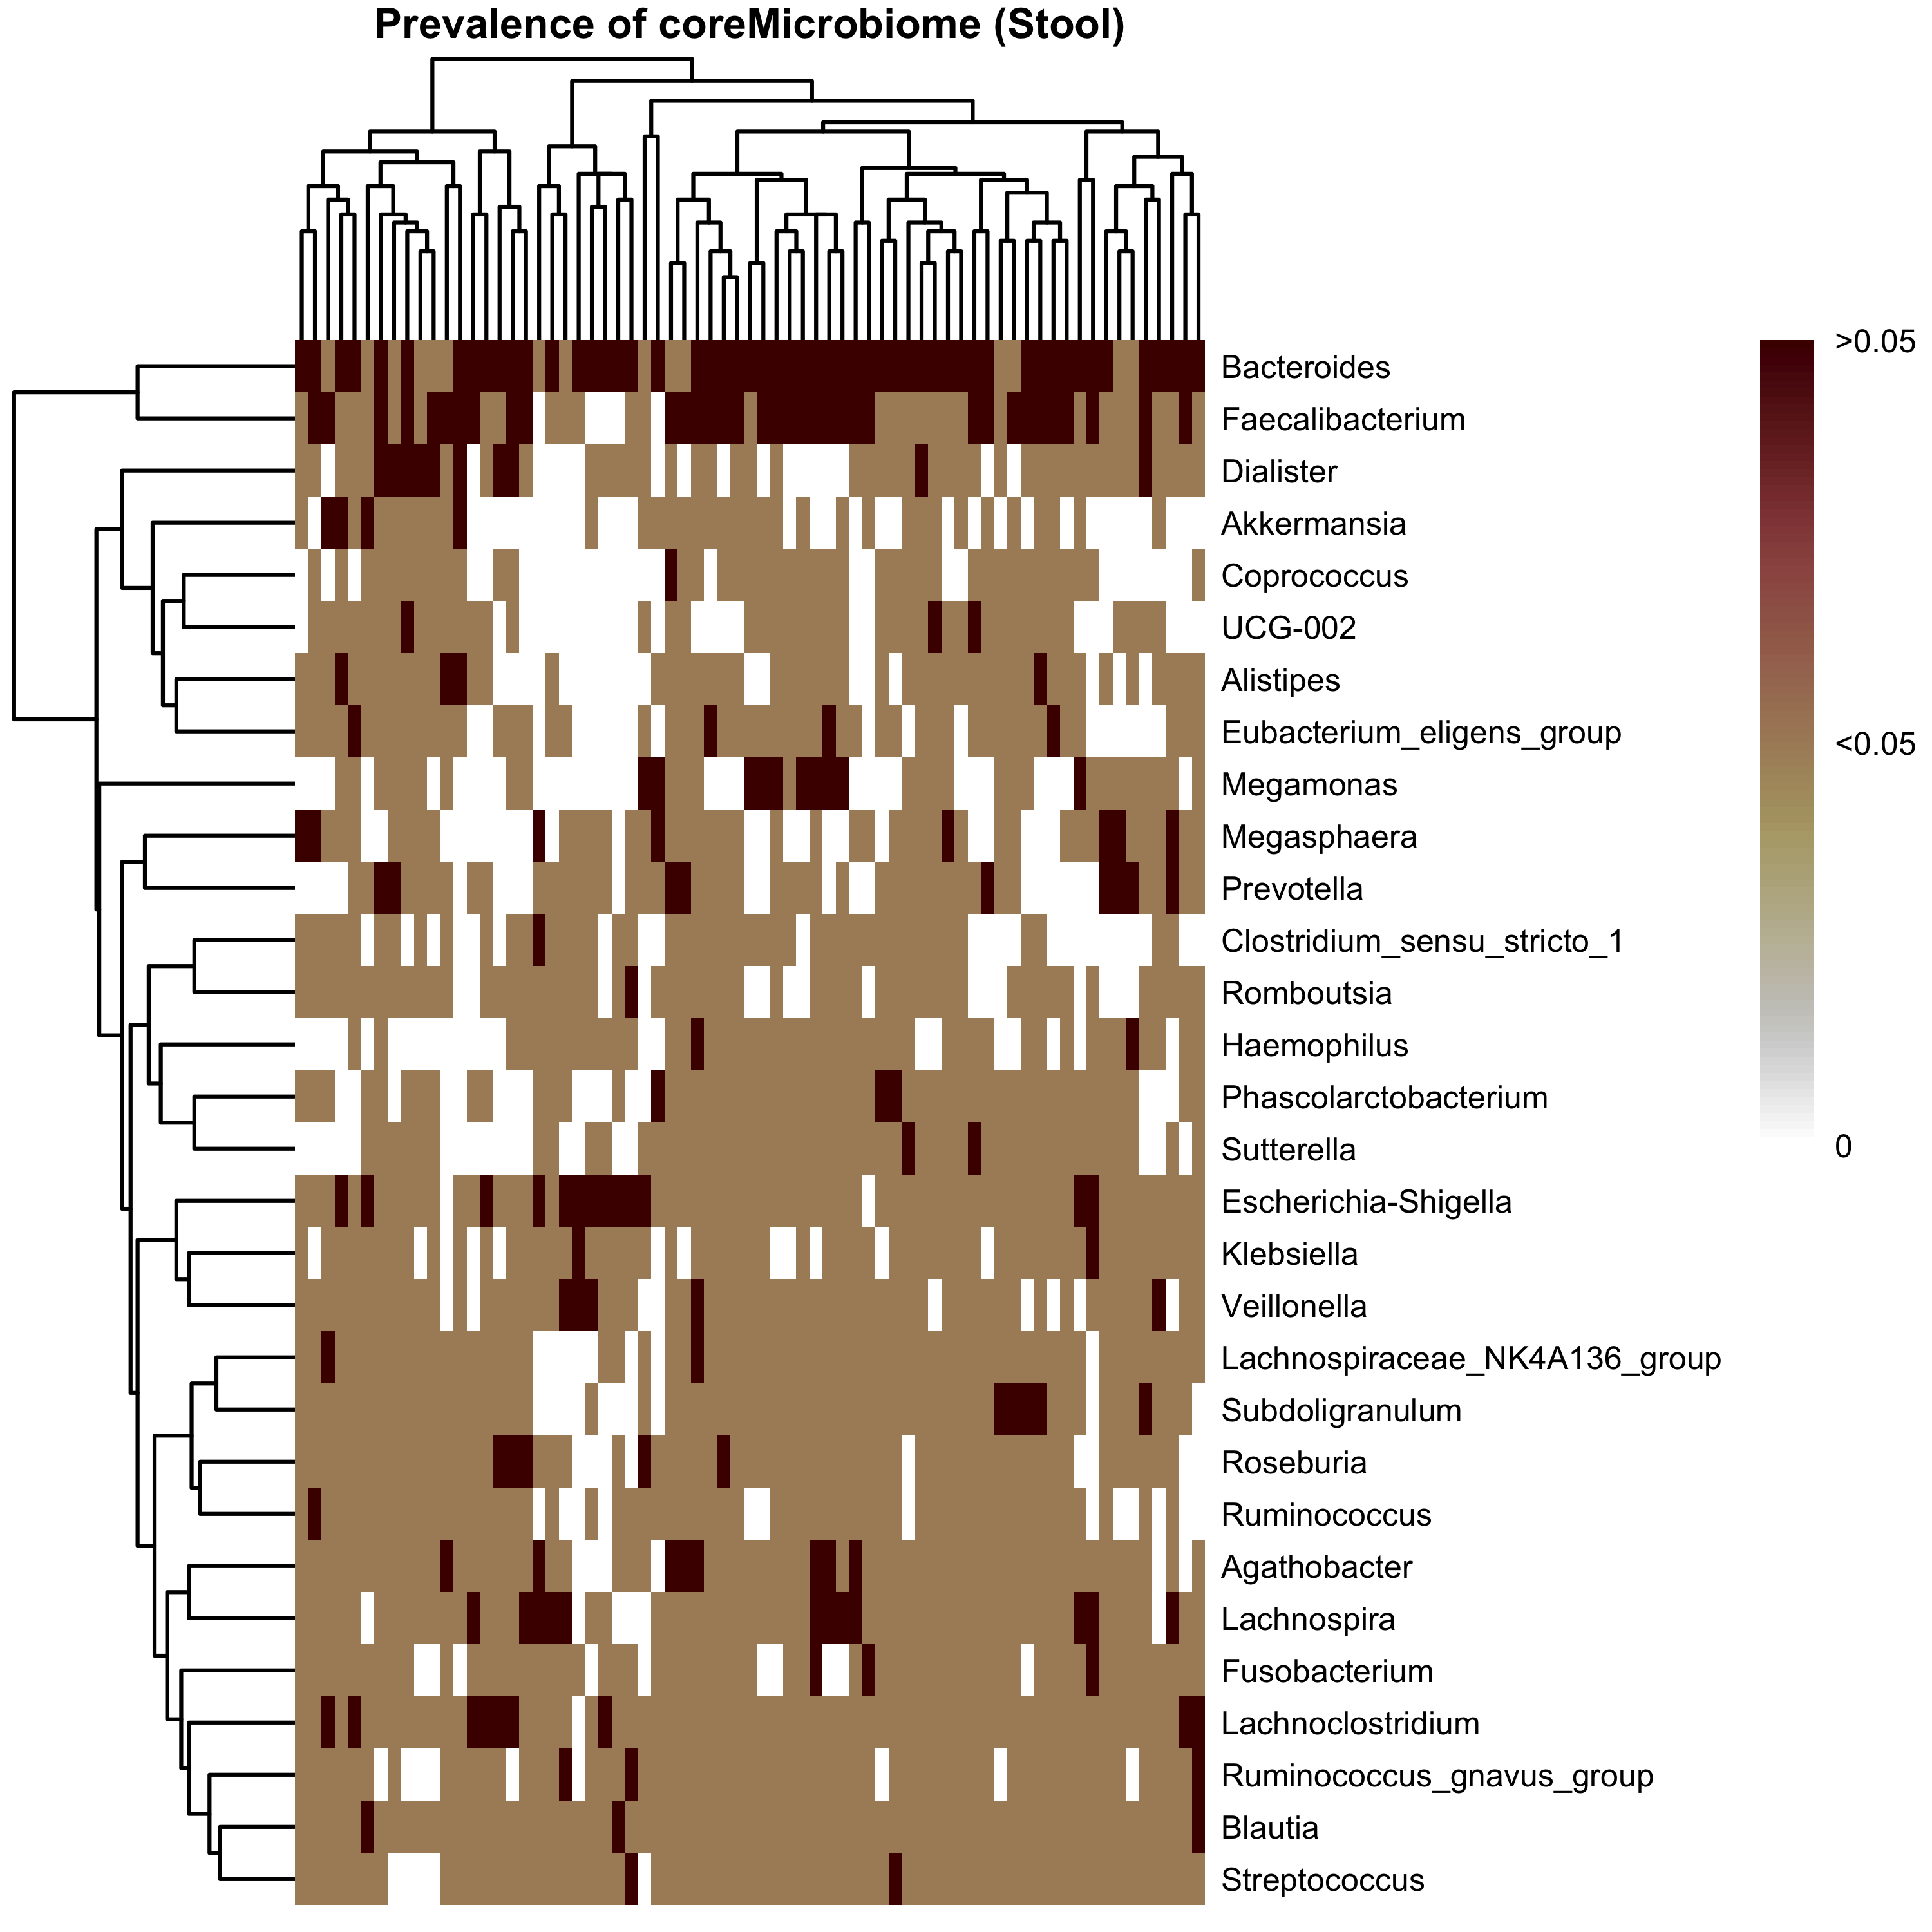 Prevalence of coreMicrobiome (Stool)
>0.05
Bacteroides
Faecalibacterium
Dialister
Akkermansia
Coprococcus
UCG-002
Alistipes
Eubacterium_eligens_group
<0.05
Megamonas
Megasphaera
Prevotella
Clostridium_sensu_stricto_1
Romboutsia
Haemophilus
Phascolarctobacterium
Sutterella
0
Escherichia-Shigella
Klebsiella
Veillonella
Lachnospiraceae_NK4A136_group
Subdoligranulum
Roseburia
Ruminococcus
Agathobacter
Lachnospira
Fusobacterium
Lachnoclostridium
Ruminococcus_gnavus_group
Blautia
Streptococcus